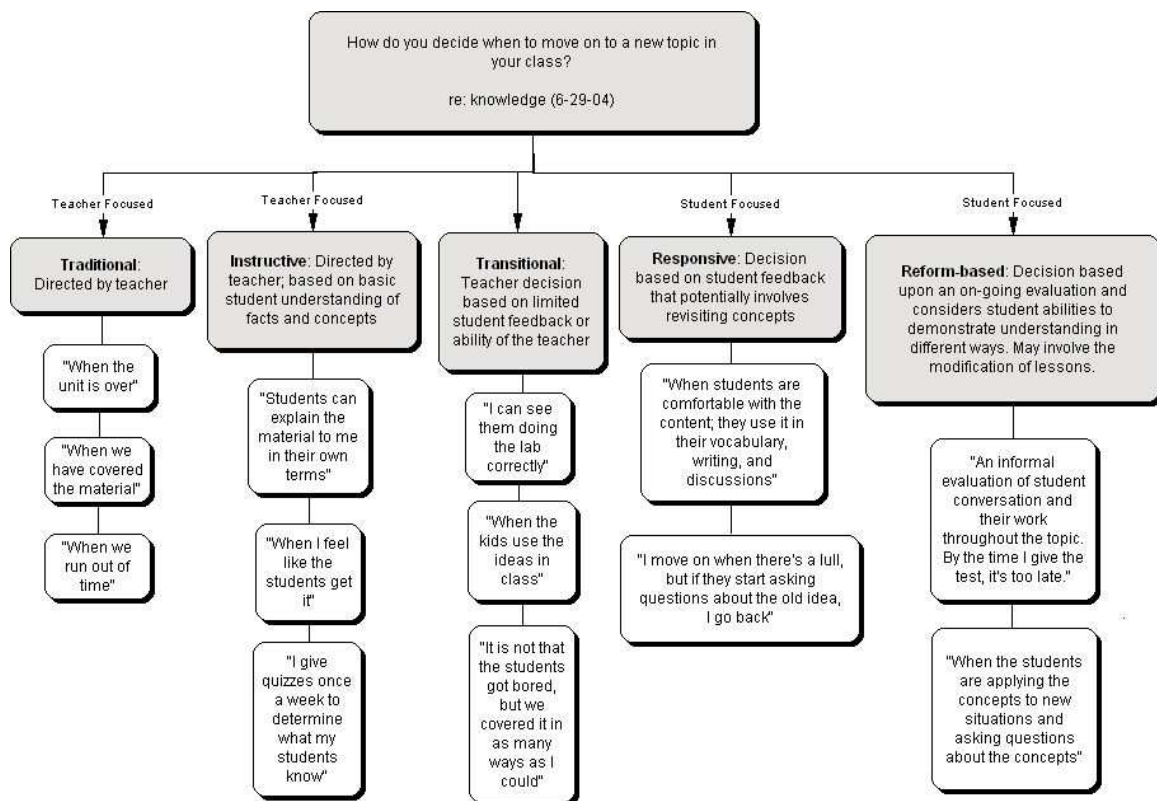 How do you decide when to move on to a new topic in
your class?
re: knowledge (6-29-04)
Teacher Focused
Teacher Focused
Student Focused
Student Focused
Traditional:
Directed by teacher
"When the
unit is over"
"When we
have covered
the material"
"When we
run out of
time"
Instructive: Directed by
teacher; based on basic
student understanding of
facts and concepts
"Students can
explain the
material to me
in their own
terms"
"When I feel
like the
students get
it"
"I give
quizzes once
a week to
determine
what my
students
know"
Transitional:
Teacher decision
based on limited
student feedback or
ability of the teacher
"I can see
them doing
the lab
correctly"
"When the
kids use the
ideas in
class"
"It is not that
the students
got bored,
but we
covered it in
as many
ways as I
could"
Responsive: Decision
based on student feedback
that potentially involves
revisiting concepts
"When students are
comfortable with the
content; they use it in
their vocabulary,
writing, and
discussions"
"I move on when there's a lull,
but if they start asking
questions about the old idea,
I go back"
Reform-based: Decision based
upon an on-going evaluation and
considers student abilities to
demonstrate understanding in
different ways. May involve the
modification of lessons.
"An informal
evaluation of student
conversation and
their work
throughout the topic.
By the time I give the
test, it's too late."
"When the students
are applying the
concepts to new
situations and
asking questions
about the concepts"